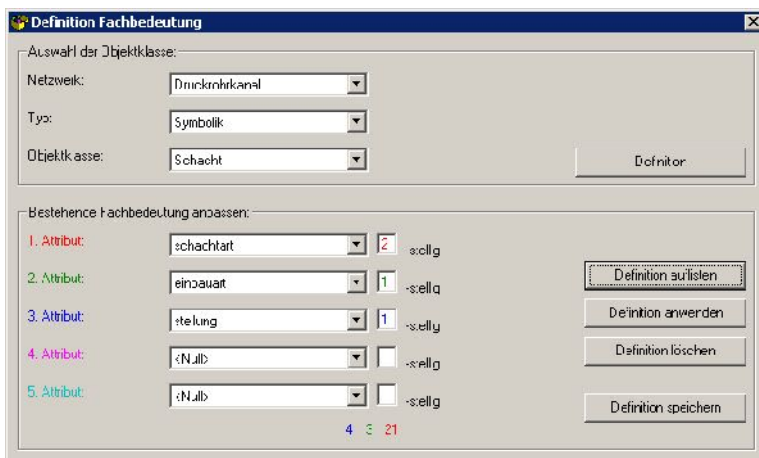 Definition Fachbedeutung
Auswahl der Objektklasse:
Netzwerk: Druckrohrkanal
Typ: Symbolik
Objektklasse: Schacht Definition
Bestehende Fachbedeutung anpassen:
1. Attribut: schachtart 2 -stellig
2. Attribut: einbauart 1 -stellig
3. Attribut: stellung 1 -stellig
4. Attribut: <Null> -stellig
5. Attribut: <Null> -stellig
Definition auflisten
Definition anwenden
Definition löschen
Definition speichern
4 3 21